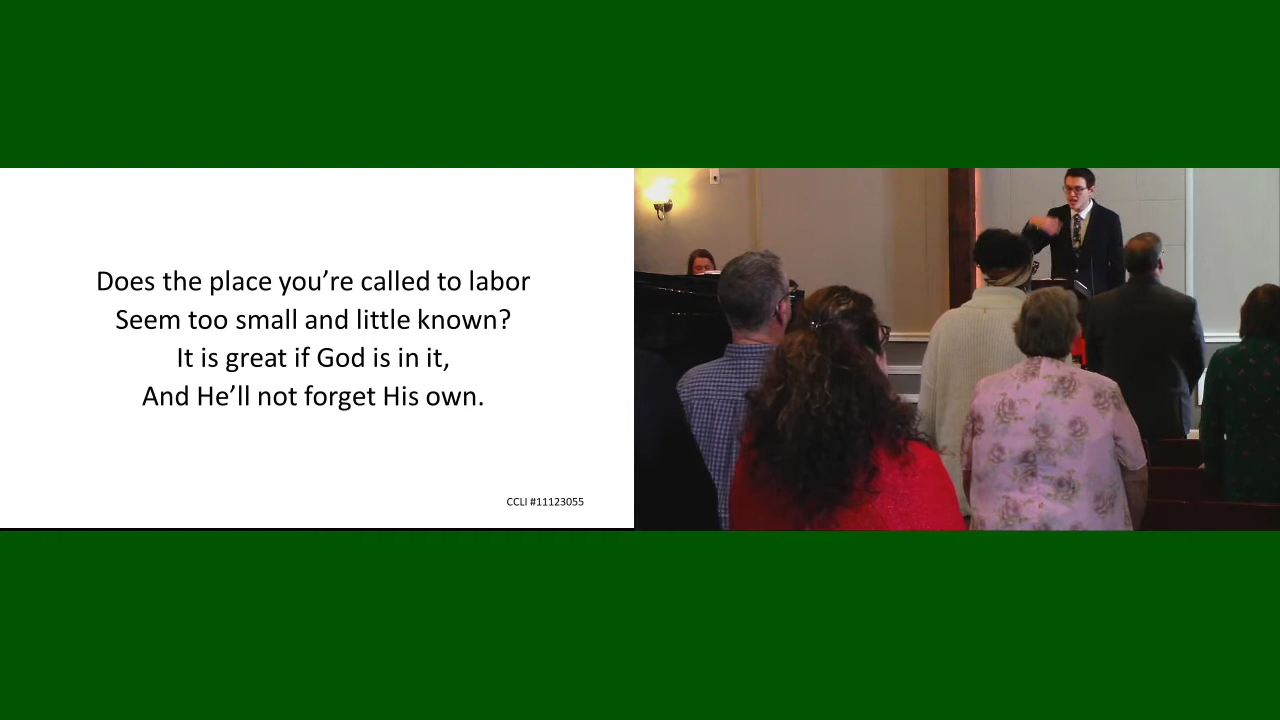 Does the place you’re called to labor
Seem too small and little known?
It is great if God is in it,
And He’ll not forget His own.
CCLI #11123055